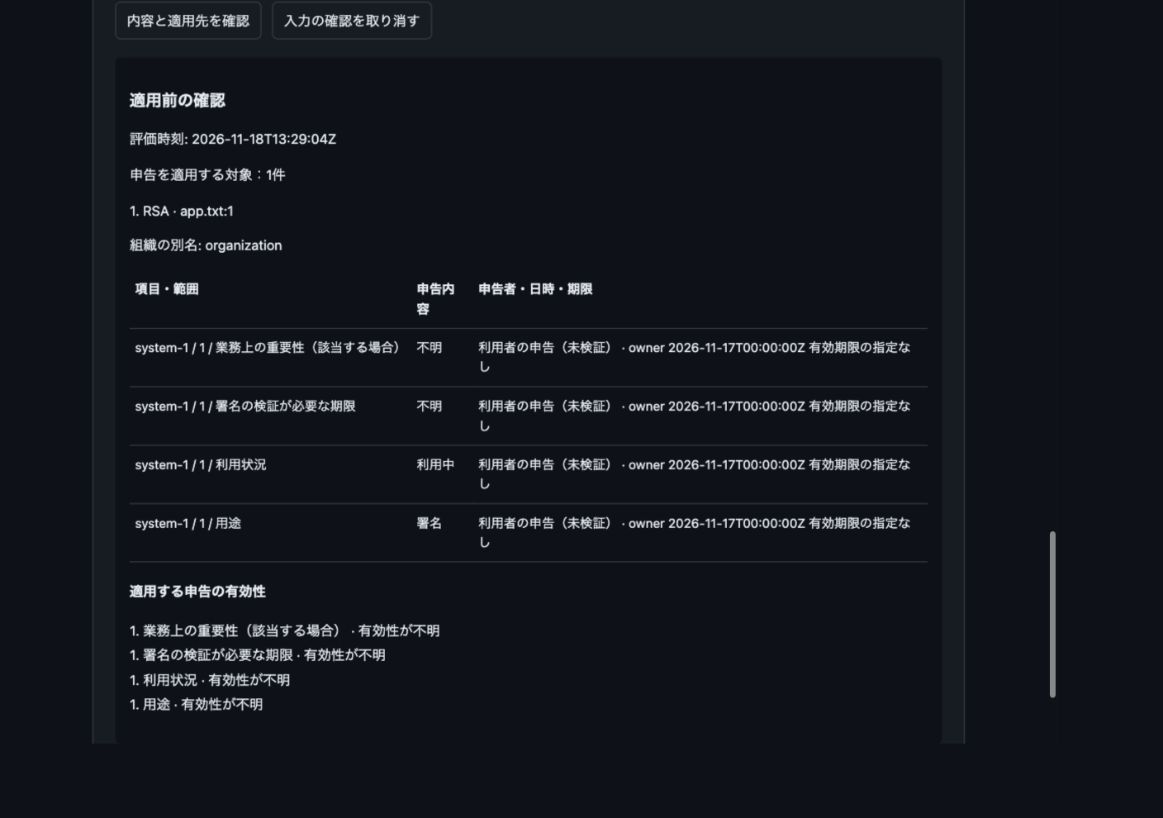 内容と適用先を確認 入力の確認を取り消す
適用前の確認
評価時刻: 2026-11-18T13:29:04Z
申告を適用する対象：1件
1. RSA · app.txt:1
組織の別名: organization
項目・範囲 申告内容 申告者・日時・期限
system-1 / 1 / 業務上の重要性（該当する場合） 不明 利用者の申告（未検証） · owner 2026-11-17T00:00:00Z 有効期限の指定なし
system-1 / 1 / 署名の検証が必要な期限 不明 利用者の申告（未検証） · owner 2026-11-17T00:00:00Z 有効期限の指定なし
system-1 / 1 / 利用状況 利用中 利用者の申告（未検証） · owner 2026-11-17T00:00:00Z 有効期限の指定なし
system-1 / 1 / 用途 署名 利用者の申告（未検証） · owner 2026-11-17T00:00:00Z 有効期限の指定なし
適用する申告の有効性
1. 業務上の重要性（該当する場合） · 有効性が不明
1. 署名の検証が必要な期限 · 有効性が不明
1. 利用状況 · 有効性が不明
1. 用途 · 有効性が不明